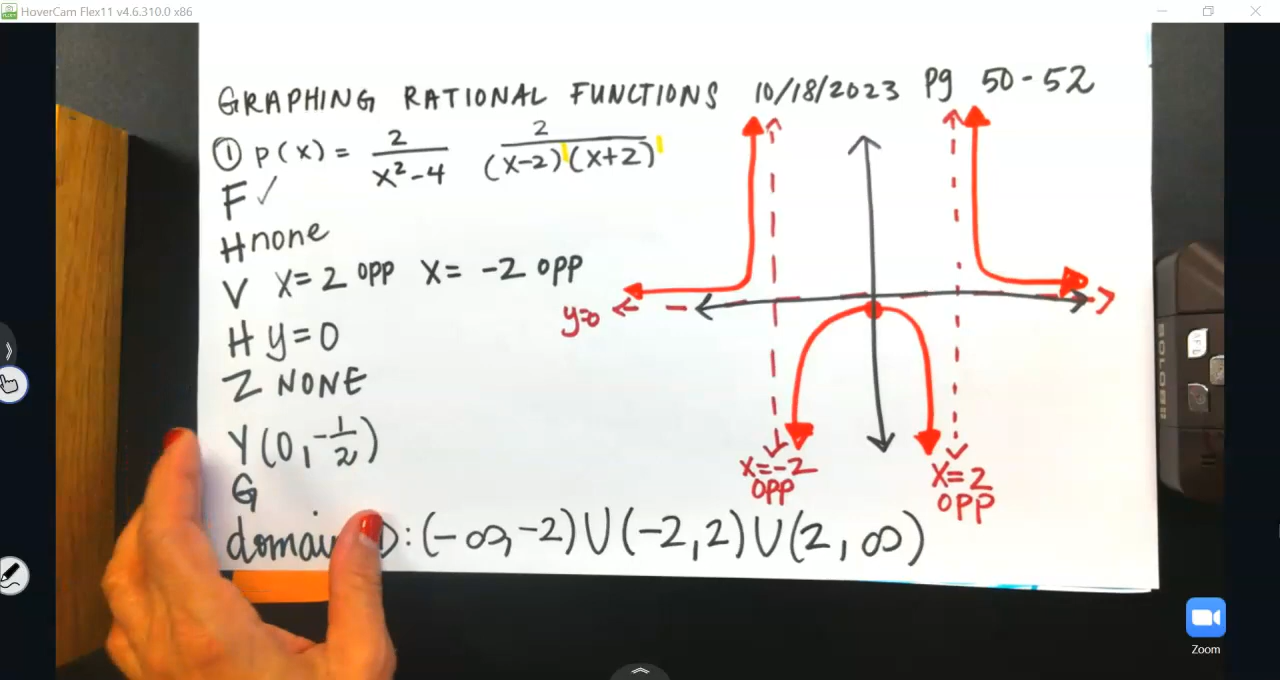 HoverCam Flex11 v4.6.310.0 x86
GRAPHING RATIONAL FUNCTIONS 10/18/2023 Pg 50-52
① P(X) = 2/(x²-4) 2/((x-2)¹(x+2)¹)
F ✓
H none
V X=2 OPP X= -2 OPP
H y=0
Z NONE
Y (0, -1/2)
G
domain D: (-∞, -2) U (-2, 2) U (2, ∞)
y=0
X=-2
OPP
X=2
OPP
Zoom